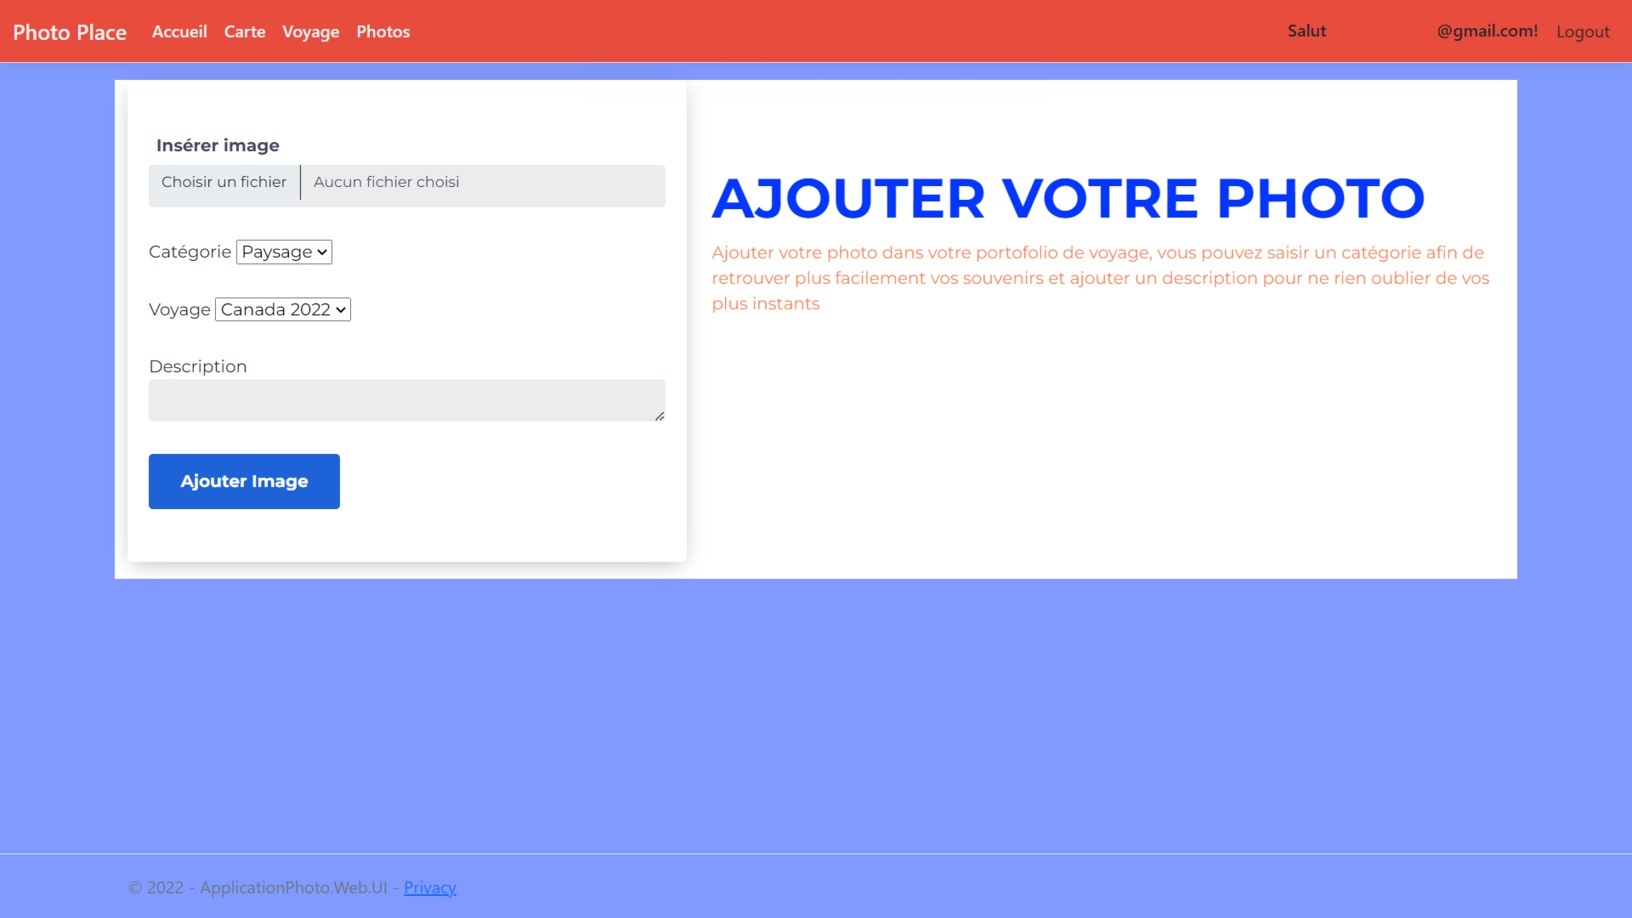 Photo Place Accueil Carte Voyage Photos Salut @gmail.com! Logout
Insérer image
Choisir un fichier Aucun fichier choisi
Catégorie Paysage
Voyage Canada 2022
Description
Ajouter Image
AJOUTER VOTRE PHOTO
Ajouter votre photo dans votre portofolio de voyage, vous pouvez saisir un catégorie afin de
retrouver plus facilement vos souvenirs et ajouter un description pour ne rien oublier de vos
plus instants
© 2022 - ApplicationPhoto.Web.UI - Privacy